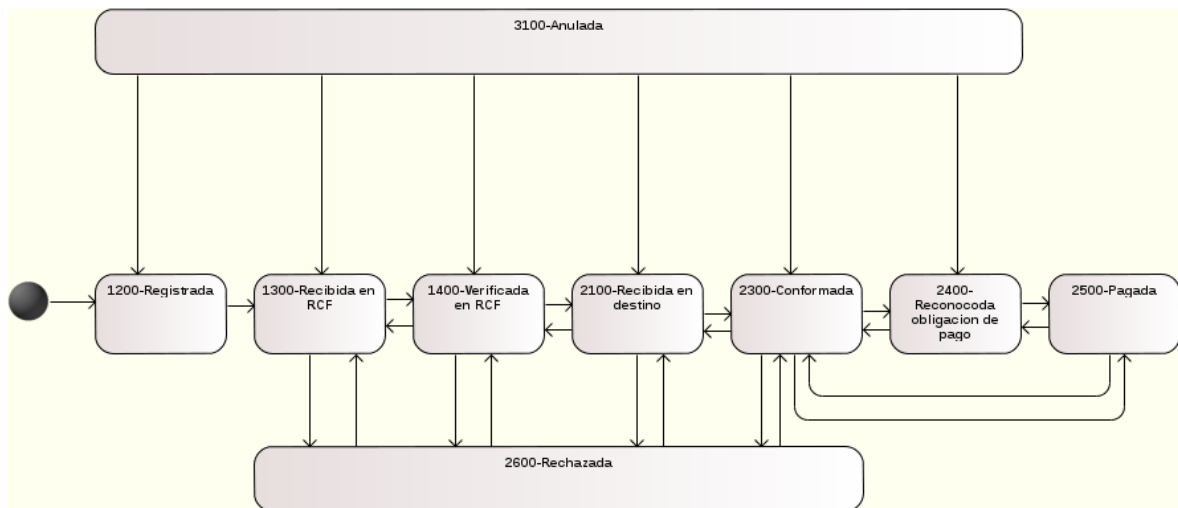 3100-Anulada
1200-Registrada
1300-Recibida en
RCF
1400-Verificada
en RCF
2100-Recibida en
destino
2300-Conformada
2400-
Reconocoda
obligacion de
pago
2500-Pagada
2600-Rechazada